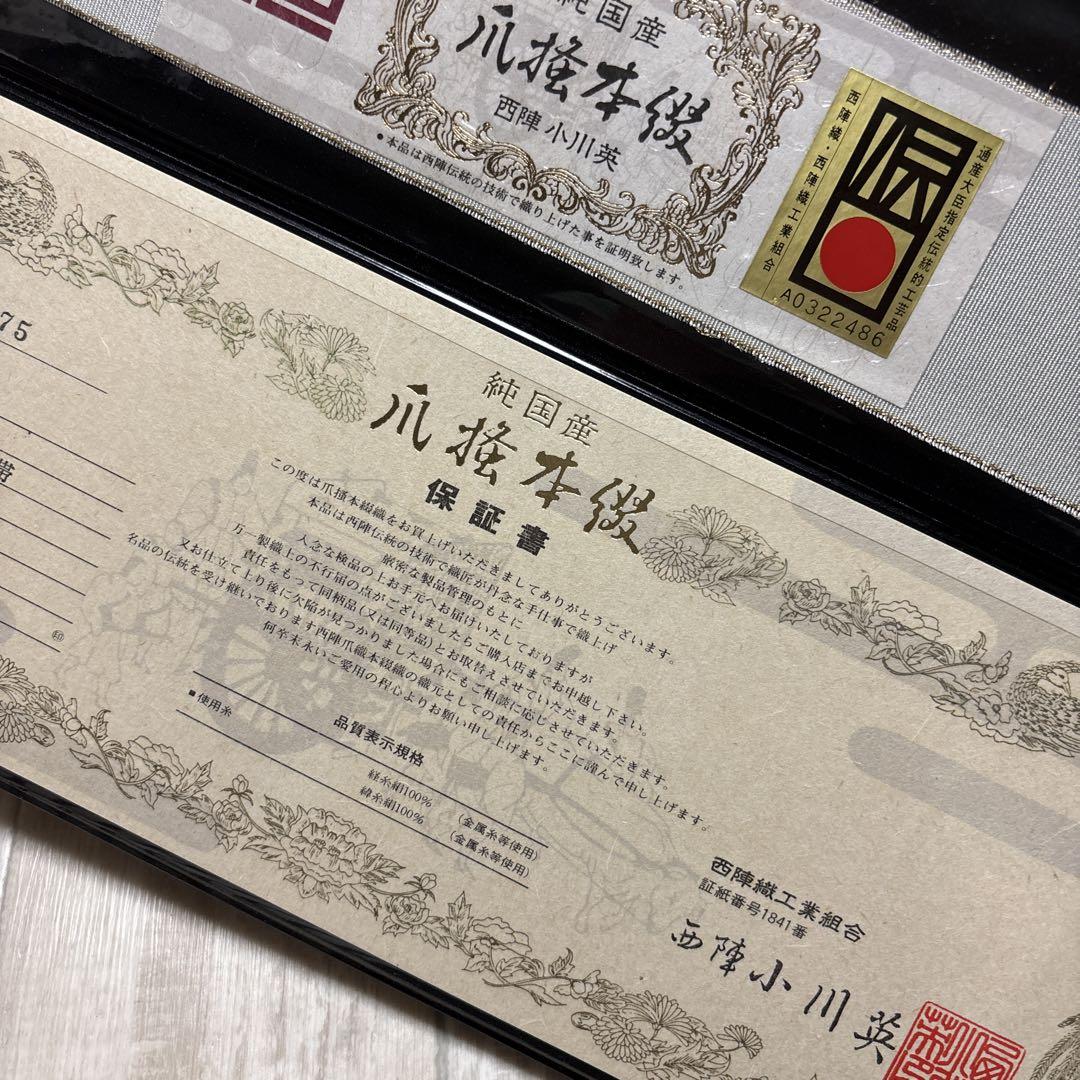 純国産
爪搔本綴
西陣 小川英
●本品は西陣伝統の技術で織り上げた事を証明致します。
西陣織・西陣織工業組合
伝
通産大臣指定伝統的工芸品
A0322486
75
帯
㊞
純国産
爪搔本綴
保証書
この度は爪搔本綴織をお買上げいただきましてありがとうございます。
本品は西陣伝統の技術で織匠が丹念な手仕事で織上げ
厳密な製品管理のもとに
入念な検品の上お手元へお届けいたしておりますが
万一製織上の不行届の点がございましたらご購入店までお申越し下さい。
責任をもって同柄品(又は同等品)とお取替えさせていただきます。
又お仕立て上り後に欠陥が見つかりました場合にもご相談に応じさせていただきます。
名品の伝統を受け継いでおります西陣爪織本綴織の織元としての責任からここに謹んで申し上げます。
何卒末永いご愛用の程心よりお願い申し上げます。
品質表示規格
■使用糸
経糸絹100% (金属糸等使用)
緯糸絹100% (金属糸等使用)
西陣織工業組合
証紙番号1841番
西陣小川英